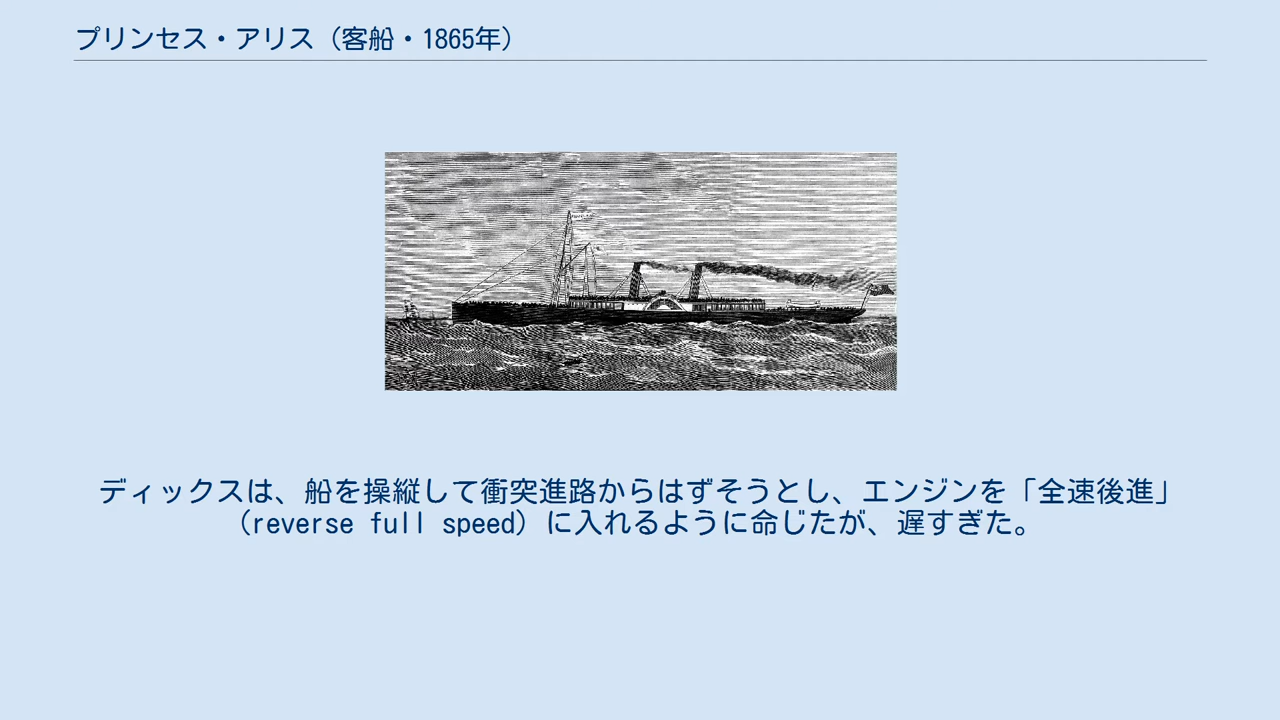 プリンセス・アリス（客船・1865年）
ディックスは、船を操縦して衝突進路からはずそうとし、エンジンを「全速後進」
（reverse full speed）に入れるように命じたが、遅すぎた。